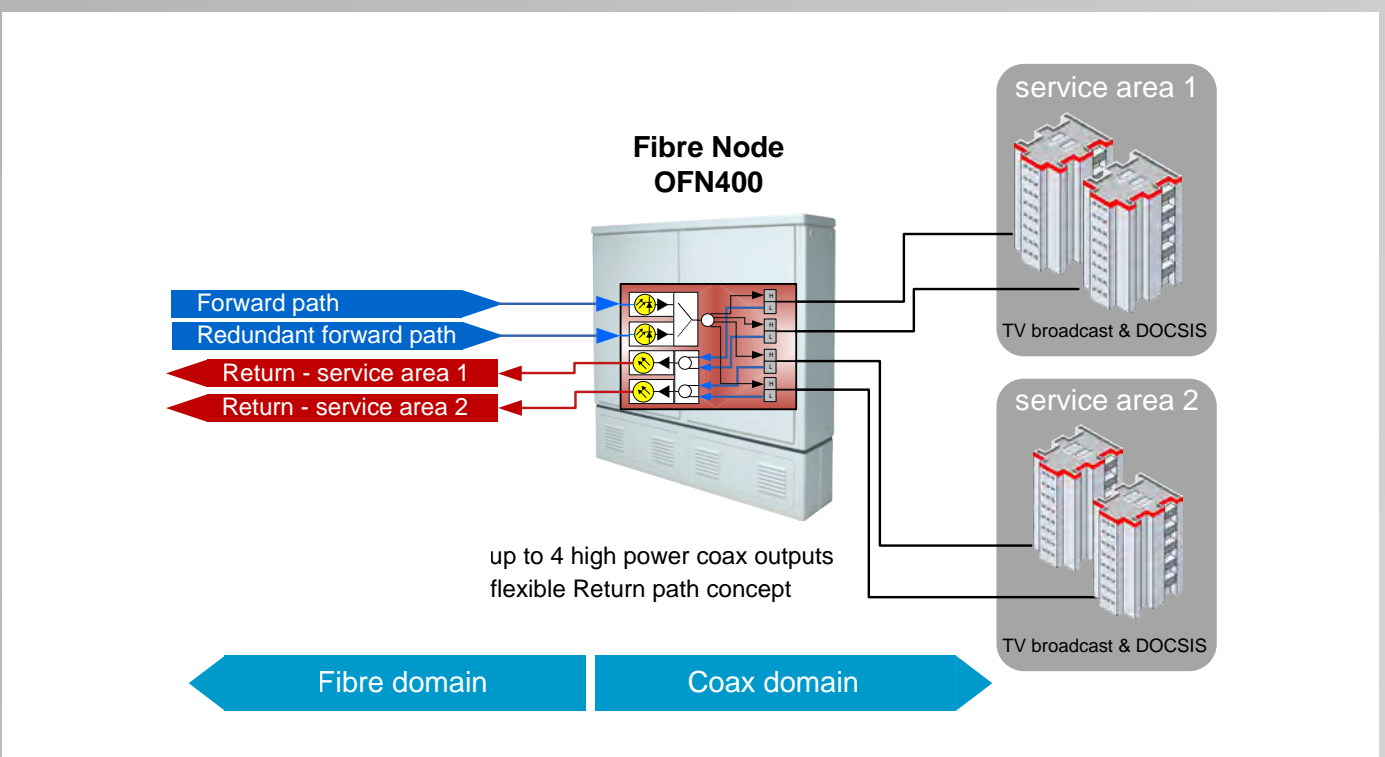 service area 1
Fibre Node
OFN400
Forward path
Redundant forward path
Return - service area 1
Return - service area 2
H
L
H
L
H
L
H
L
TV broadcast & DOCSIS
service area 2
up to 4 high power coax outputs
flexible Return path concept
TV broadcast & DOCSIS
Fibre domain
Coax domain